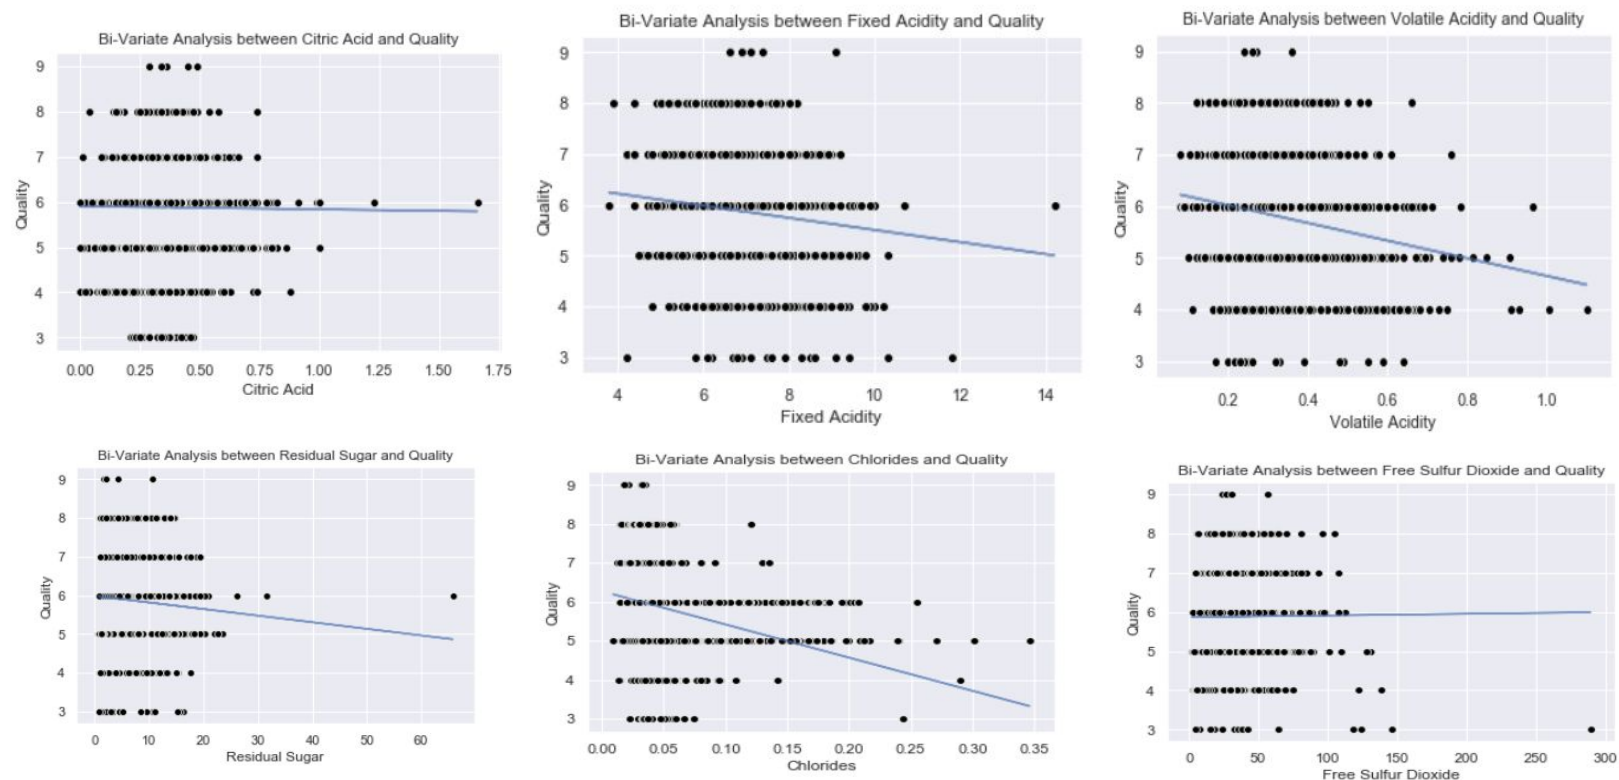 Bi-Variate Analysis between Citric Acid and Quality
9
8
7
6
5
4
3
Quality
0.00 0.25 0.50 0.75 1.00 1.25 1.50 1.75
Citric Acid
Bi-Variate Analysis between Fixed Acidity and Quality
9
8
7
6
5
4
3
Quality
4 6 8 10 12 14
Fixed Acidity
Bi-Variate Analysis between Volatile Acidity and Quality
9
8
7
6
5
4
3
Quality
0.2 0.4 0.6 0.8 1.0
Volatile Acidity
Bi-Variate Analysis between Residual Sugar and Quality
9
8
7
6
5
4
3
Quality
0 10 20 30 40 50 60
Residual Sugar
Bi-Variate Analysis between Chlorides and Quality
9
8
7
6
5
4
3
Quality
0.00 0.05 0.10 0.15 0.20 0.25 0.30 0.35
Chlorides
Bi-Variate Analysis between Free Sulfur Dioxide and Quality
9
8
7
6
5
4
3
Quality
0 50 100 150 200 250 300
Free Sulfur Dioxide